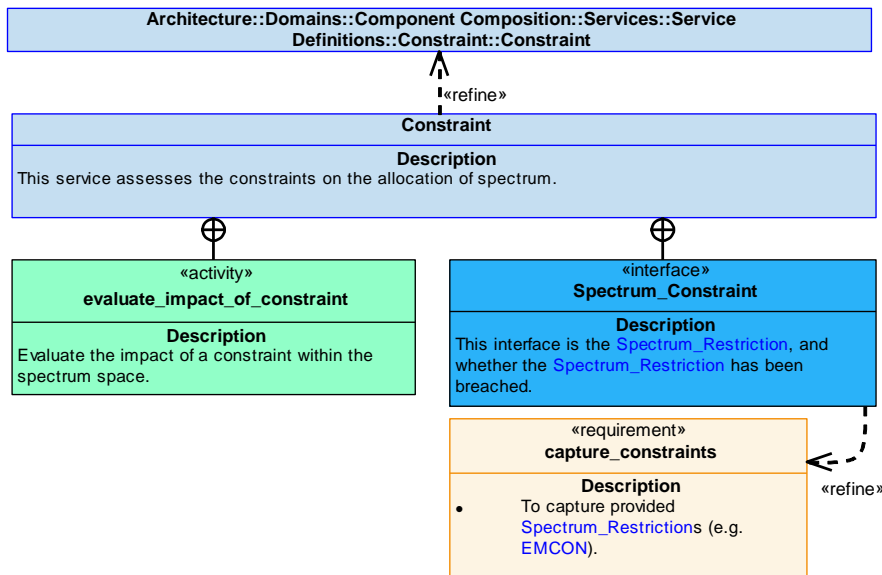 Architecture::Domains::Component Composition::Services::Service
Definitions::Constraint::Constraint
«refine»
Constraint
Description
This service assesses the constraints on the allocation of spectrum.
«activity»
evaluate_impact_of_constraint
Description
Evaluate the impact of a constraint within the
spectrum space.
«interface»
Spectrum_Constraint
Description
This interface is the Spectrum_Restriction, and
whether the Spectrum_Restriction has been
breached.
«requirement»
capture_constraints
Description
• To capture provided
Spectrum_Restrictions (e.g.
EMCON).
«refine»